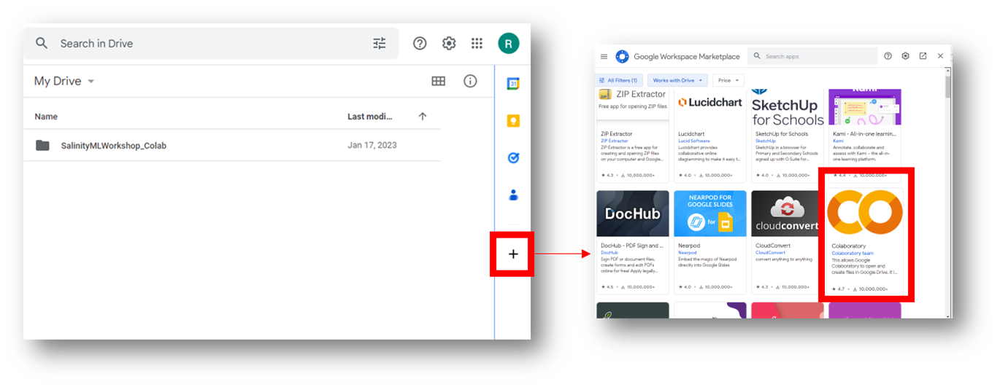 Search in Drive
R
My Drive
31
Name
Last modi...
SalinityMLWorkshop_Colab
Jan 17, 2023
+
Google Workspace Marketplace
Search apps
All Filters (1)
Works with Drive
Price
ZIP Extractor
Free app for opening ZIP files
ZIP Extractor
ZIP Extractor
ZIP Extractor is a free app for
creating and opening ZIP files
on your computer and Google...
4.3 • 10,000,000+
Lucidchart
Lucidchart
Lucid Software
Lucidchart provides
collaborative online
diagramming to make it easy t...
4.0 • 10,000,000+
SketchUp
for Schools
SketchUp for Schools
SketchUp
SketchUp in a browser for
Primary and Secondary Schools
signed up with G Suite for...
4.0 • 10,000,000+
Kami
Kami - All-in-one learnin...
Kami
Annotate, collaborate and
assess with Kami – the all-in-
one learning platform.
4.4 • 10,000,000+
DocHub
DocHub - PDF Sign and ...
DocHub
Sign PDF or document files,
create forms and edit PDFs
online for free! Apply legally...
4.5 • 10,000,000+
NEARPOD FOR
GOOGLE SLIDES
for
Nearpod
Nearpod
Embed the magic of Nearpod
directly into Google Slides
4.0 • 10,000,000+
cloudconvert
CloudConvert
CloudConvert
convert anything to anything
4.3 • 10,000,000+
CO
Colaboratory
Colaboratory team
This allows Google
Colaboratory to open and
create files in Google Drive. It i...
4.7 • 10,000,000+